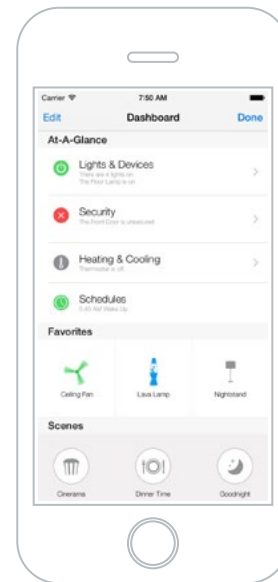 Carrier 7:50 AM
Edit Dashboard Done
At-A-Glance
Lights & Devices
There are 4 lights on
The Floor Lamp is on
Security
The Front Door is unsecured
Heating & Cooling
Thermostat is off
Schedules
5:45 AM Wake Up
Favorites
Ceiling Fan Lava Lamp Nightstand
Scenes
Cinerama Dinner Time Goodnight